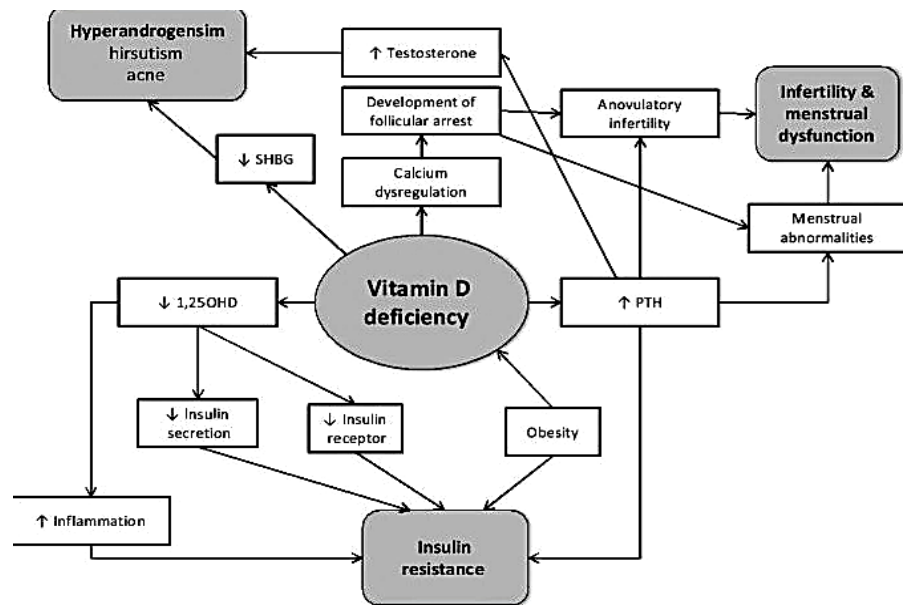 Hyperandrogensim
hirsutism
acne
↑ Testosterone
Development of
follicular arrest
Anovulatory
infertility
Infertility &
menstrual
dysfunction
↓ SHBG
Calcium
dysregulation
Menstrual
abnormalities
Vitamin D
deficiency
↓ 1,25OHD
↑ PTH
↓ Insulin
secretion
↓ Insulin
receptor
Obesity
↑ Inflammation
Insulin
resistance